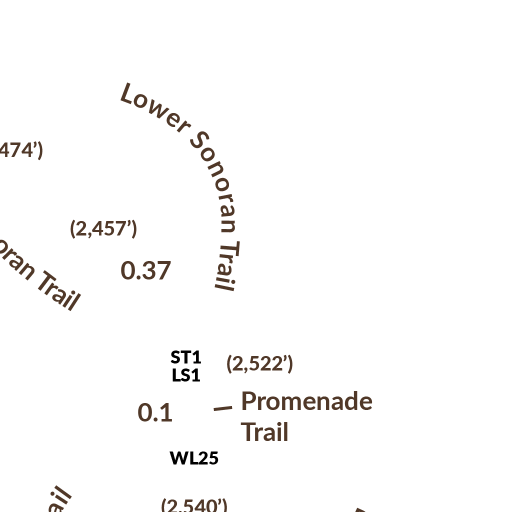 Lower Sonoran Trail
474’)
(2,457’)
0.37
oran Trail
ST1
(2,522’)
LS1
0.1
Promenade
Trail
WL25
ail
(2,540’)